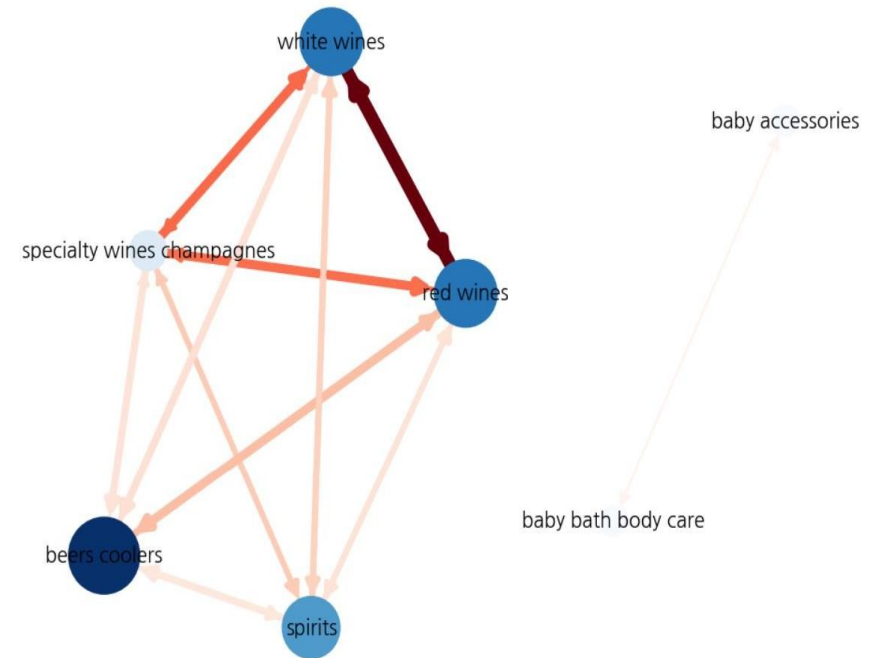 white wines
baby accessories
specialty wines champagnes
red wines
baby bath body care
beers coolers
spirits